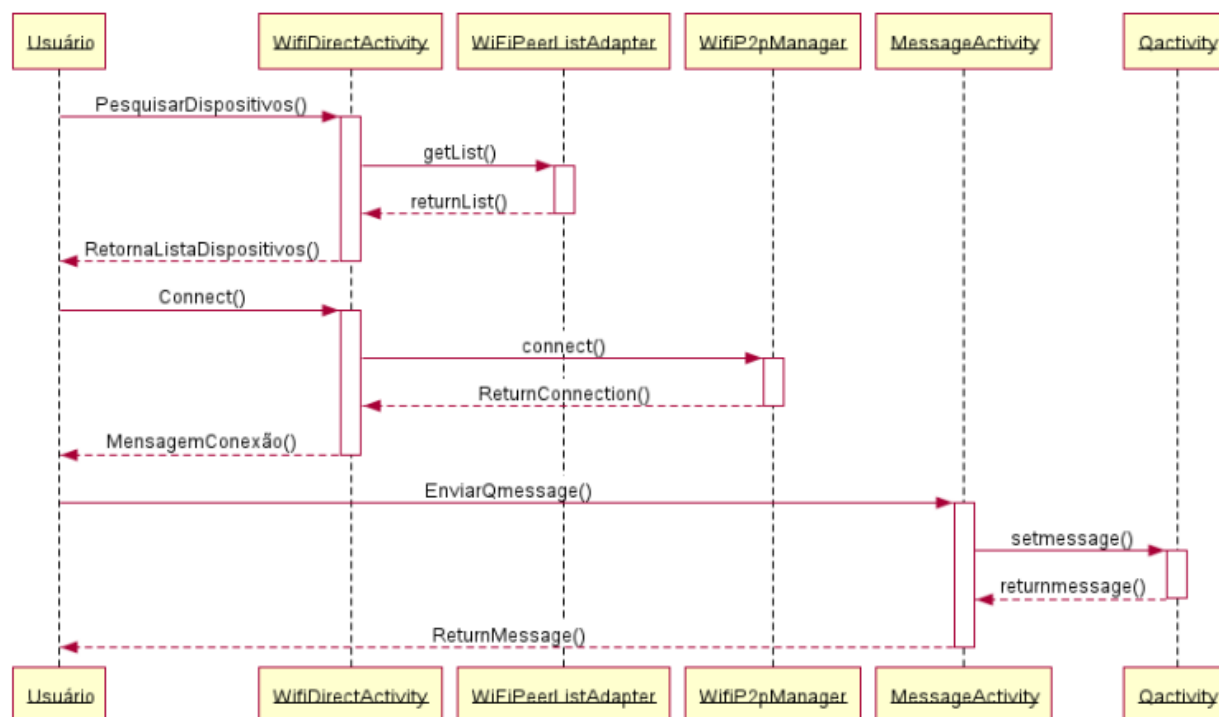 Usuário WifiDirectActivity WiFiPeerListAdapter WifiP2pManager MessageActivity Qactivity
PesquisarDispositivos()
getList()
returnList()
RetornaListaDispositivos()
Connect()
connect()
ReturnConnection()
MensagemConexão()
EnviarQmessage()
setmessage()
returnmessage()
ReturnMessage()
Usuário WifiDirectActivity WiFiPeerListAdapter WifiP2pManager MessageActivity Qactivity